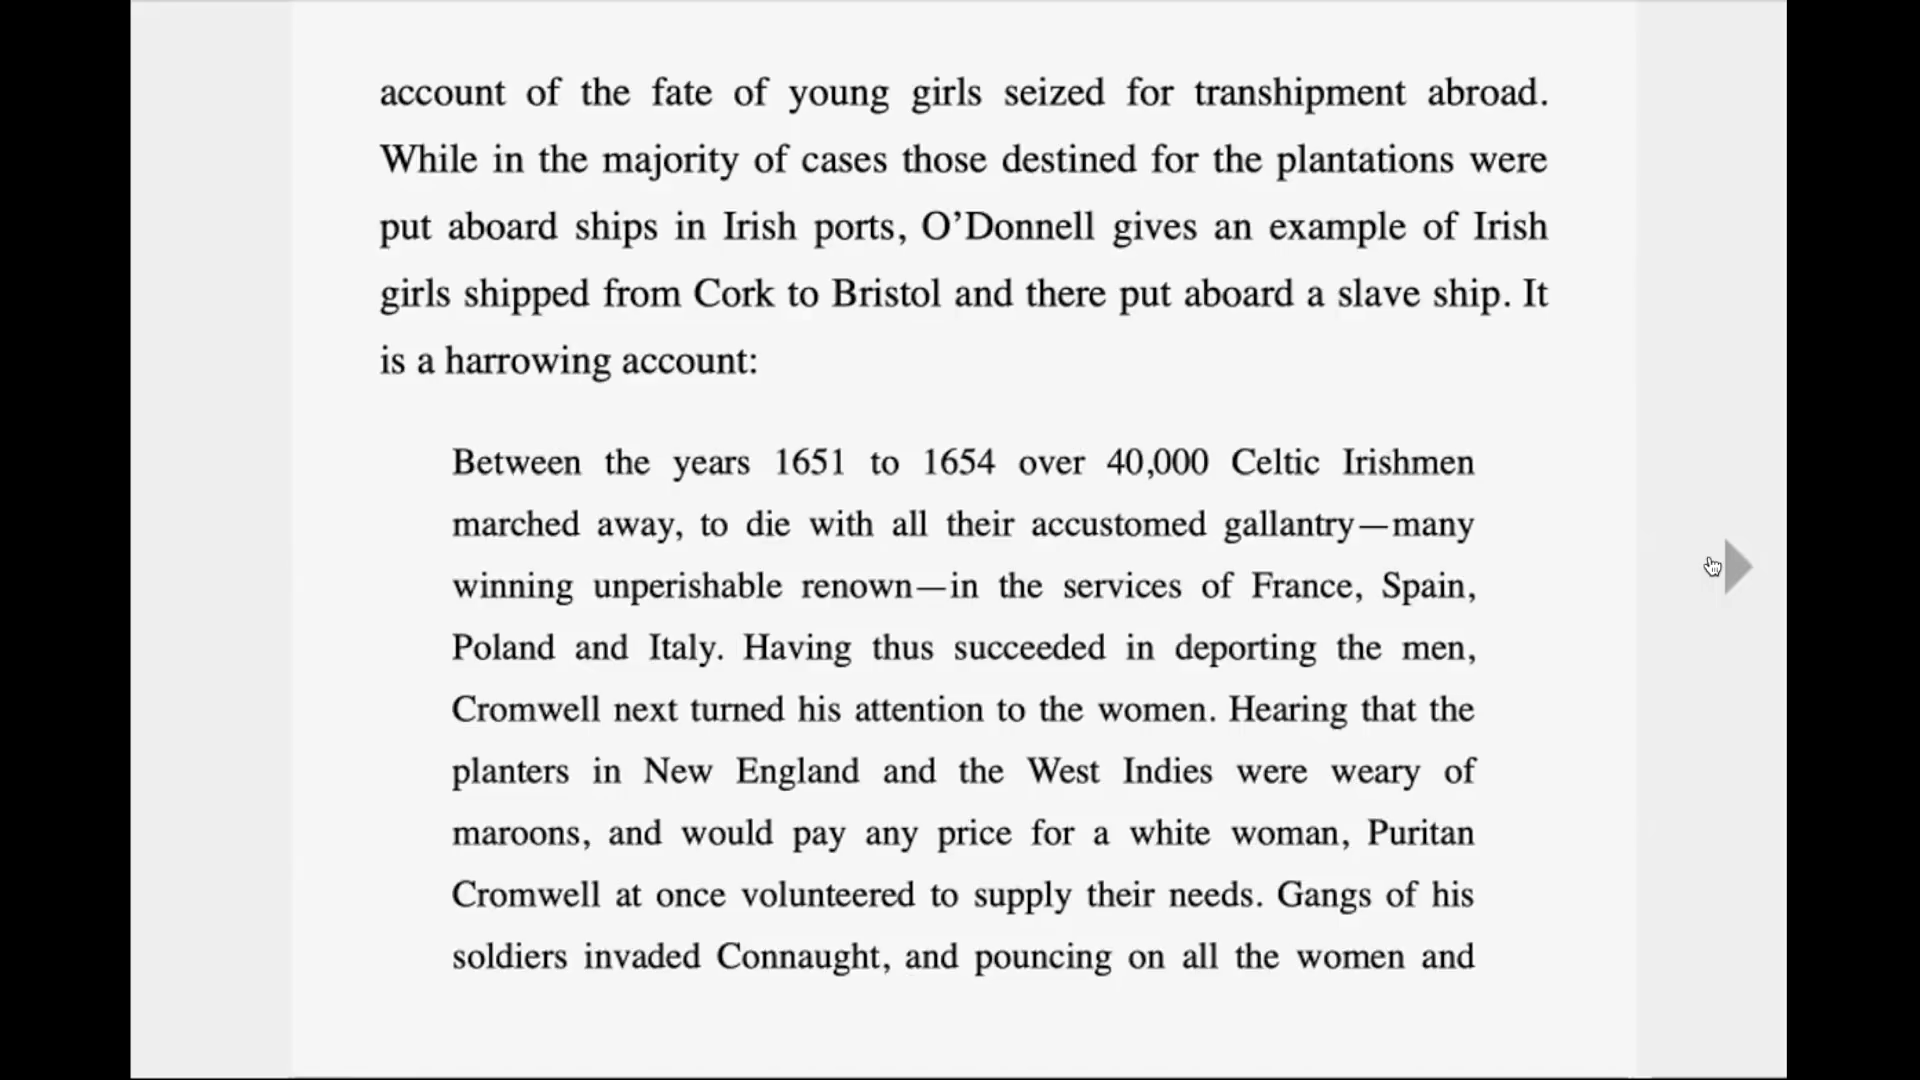 account of the fate of young girls seized for transhipment abroad.
While in the majority of cases those destined for the plantations were
put aboard ships in Irish ports, O’Donnell gives an example of Irish
girls shipped from Cork to Bristol and there put aboard a slave ship. It
is a harrowing account:
Between the years 1651 to 1654 over 40,000 Celtic Irishmen
marched away, to die with all their accustomed gallantry—many
winning unperishable renown—in the services of France, Spain,
Poland and Italy. Having thus succeeded in deporting the men,
Cromwell next turned his attention to the women. Hearing that the
planters in New England and the West Indies were weary of
maroons, and would pay any price for a white woman, Puritan
Cromwell at once volunteered to supply their needs. Gangs of his
soldiers invaded Connaught, and pouncing on all the women and